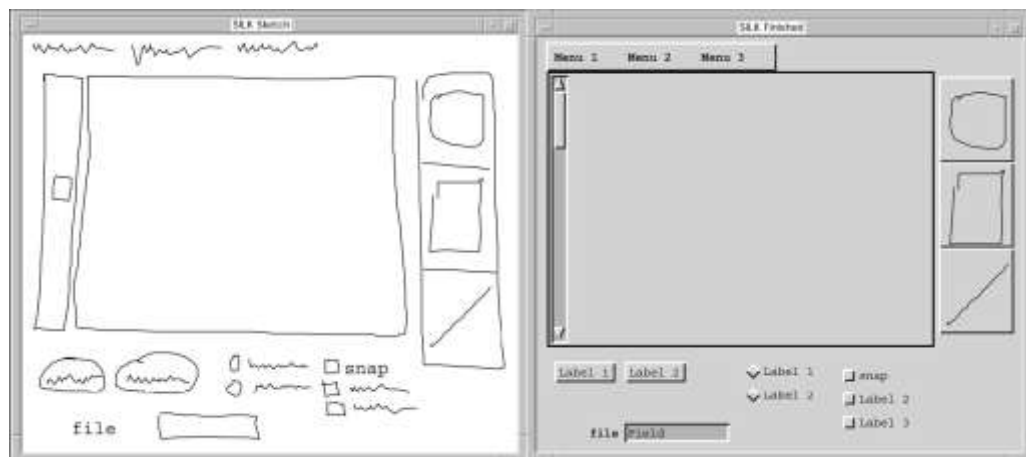 SILK Sketch
snap
file
SILK Finished
Menu 1 Menu 2 Menu 3
Label 1 Label 2
Label 1
Label 2
snap
Label 2
Label 3
file Field